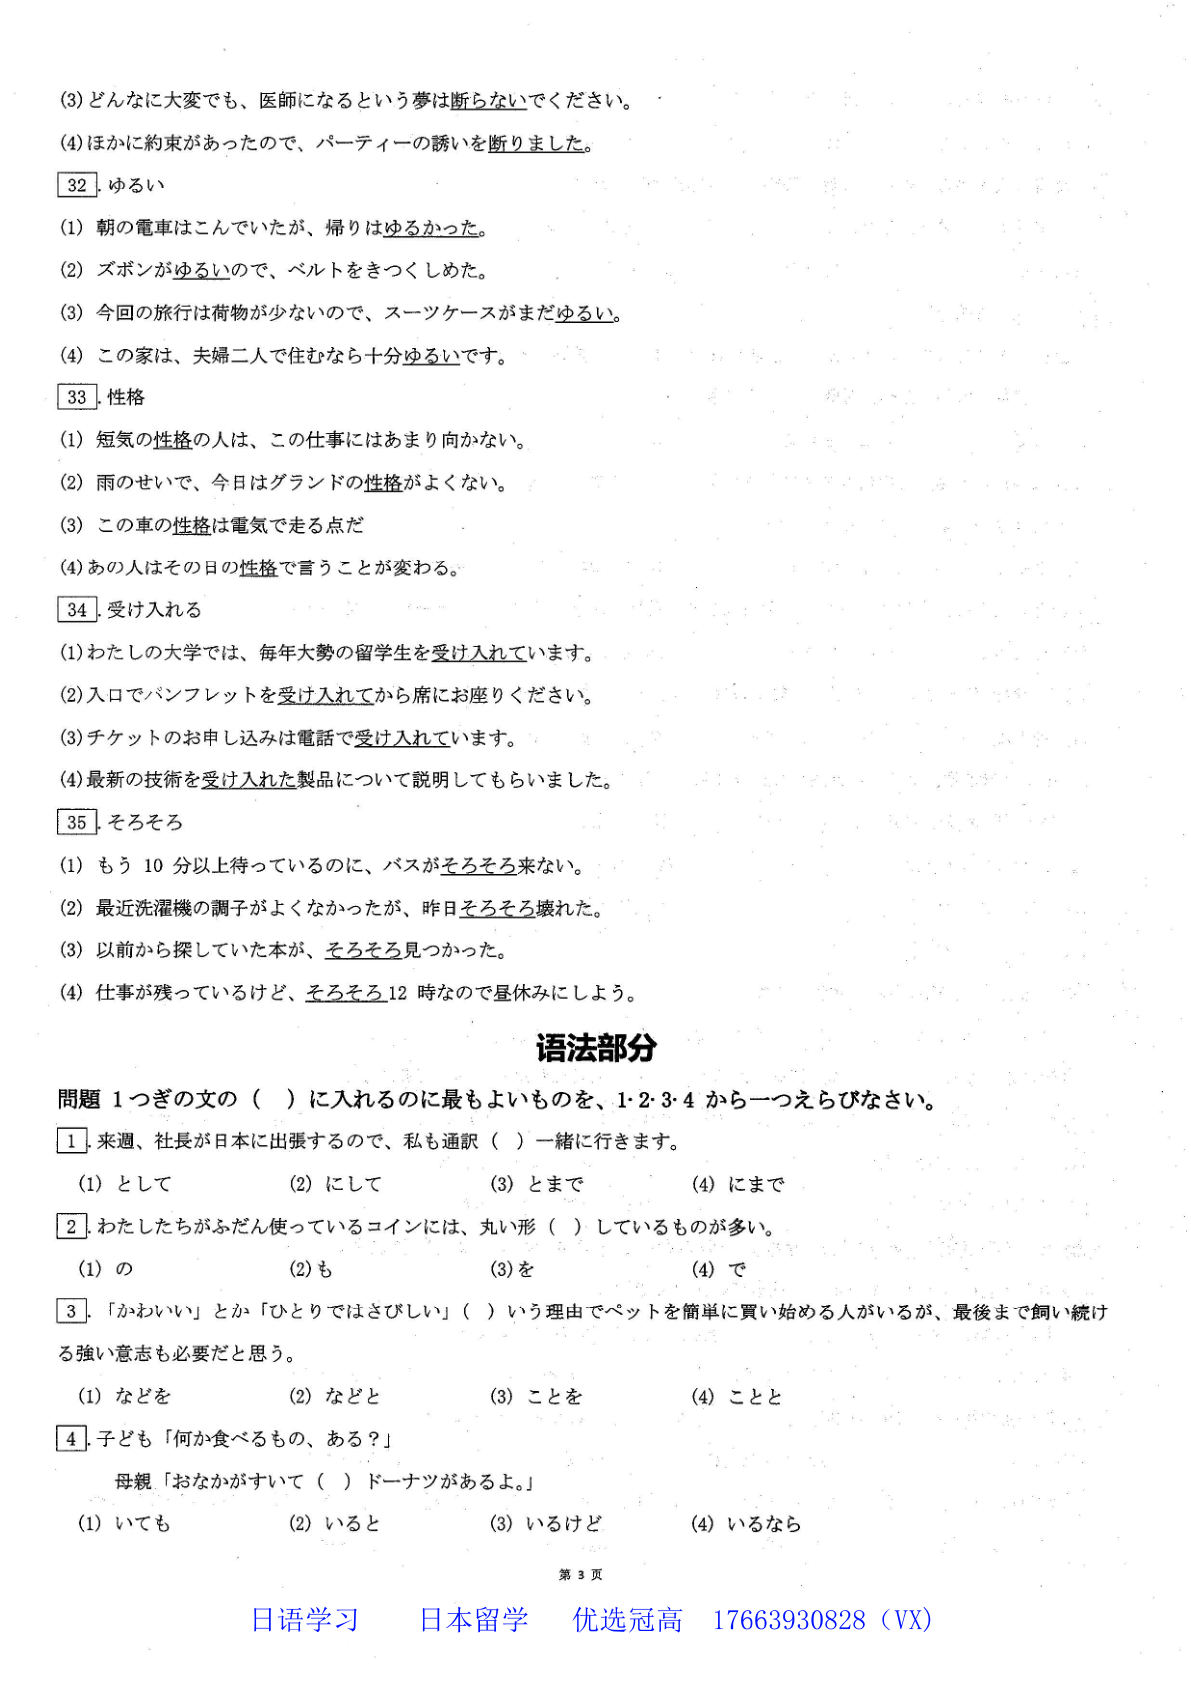 (3)どんなに大変でも、医師になるという夢は断らないでください。
(4)ほかに約束があったので、パーティーの誘いを断りました。
32.ゆるい
(1) 朝の電車はこんでいたが、帰りはゆるかった。
(2) ズボンがゆるいので、ベルトをきつくしめた。
(3) 今回の旅行は荷物が少ないので、スーツケースがまだゆるい。
(4) この家は、夫婦二人で住むなら十分ゆるいです。
33.性格
(1) 短気の性格の人は、この仕事にはあまり向かない。
(2) 雨のせいで、今日はグランドの性格がよくない。
(3) この車の性格は電気で走る点だ
(4)あの人はその日の性格で言うことが変わる。
34.受け入れる
(1)わたしの大学では、毎年大勢の留学生を受け入れています。
(2)入口でパンフレットを受け入れてから席にお座りください。
(3)チケットのお申し込みは電話で受け入れています。
(4)最新の技術を受け入れた製品について説明してもらいました。
35.そろそろ
(1) もう 10 分以上待っているのに、バスがそろそろ来ない。
(2) 最近洗濯機の調子がよくなかったが、昨日そろそろ壊れた。
(3) 以前から探していた本が、そろそろ見つかった。
(4) 仕事が残っているけど、そろそろ12 時なので昼休みにしよう。
语法部分
問題 1つぎの文の（ ）に入れるのに最もよいものを、1·2·3·4 から一つえらびなさい。
1.来週、社長が日本に出張するので、私も通訳（ ）一緒に行きます。
(1) として (2) にして (3) とまで (4) にまで
2.わたしたちがふだん使っているコインには、丸い形（ ）しているものが多い。
(1) の (2)も (3)を (4) で
3.「かわいい」とか「ひとりではさびしい」（ ）いう理由でペットを簡単に買い始める人がいるが、最後まで飼い続け
る強い意志も必要だと思う。
(1) などを (2) などと (3) ことを (4) ことと
4.子ども「何か食べるもの、ある？」
母親「おなかがすいて（ ）ドーナツがあるよ。」
(1) いても (2) いると (3) いるけど (4) いるなら
第 3 页
日语学习 日本留学 优选冠高 17663930828（VX)